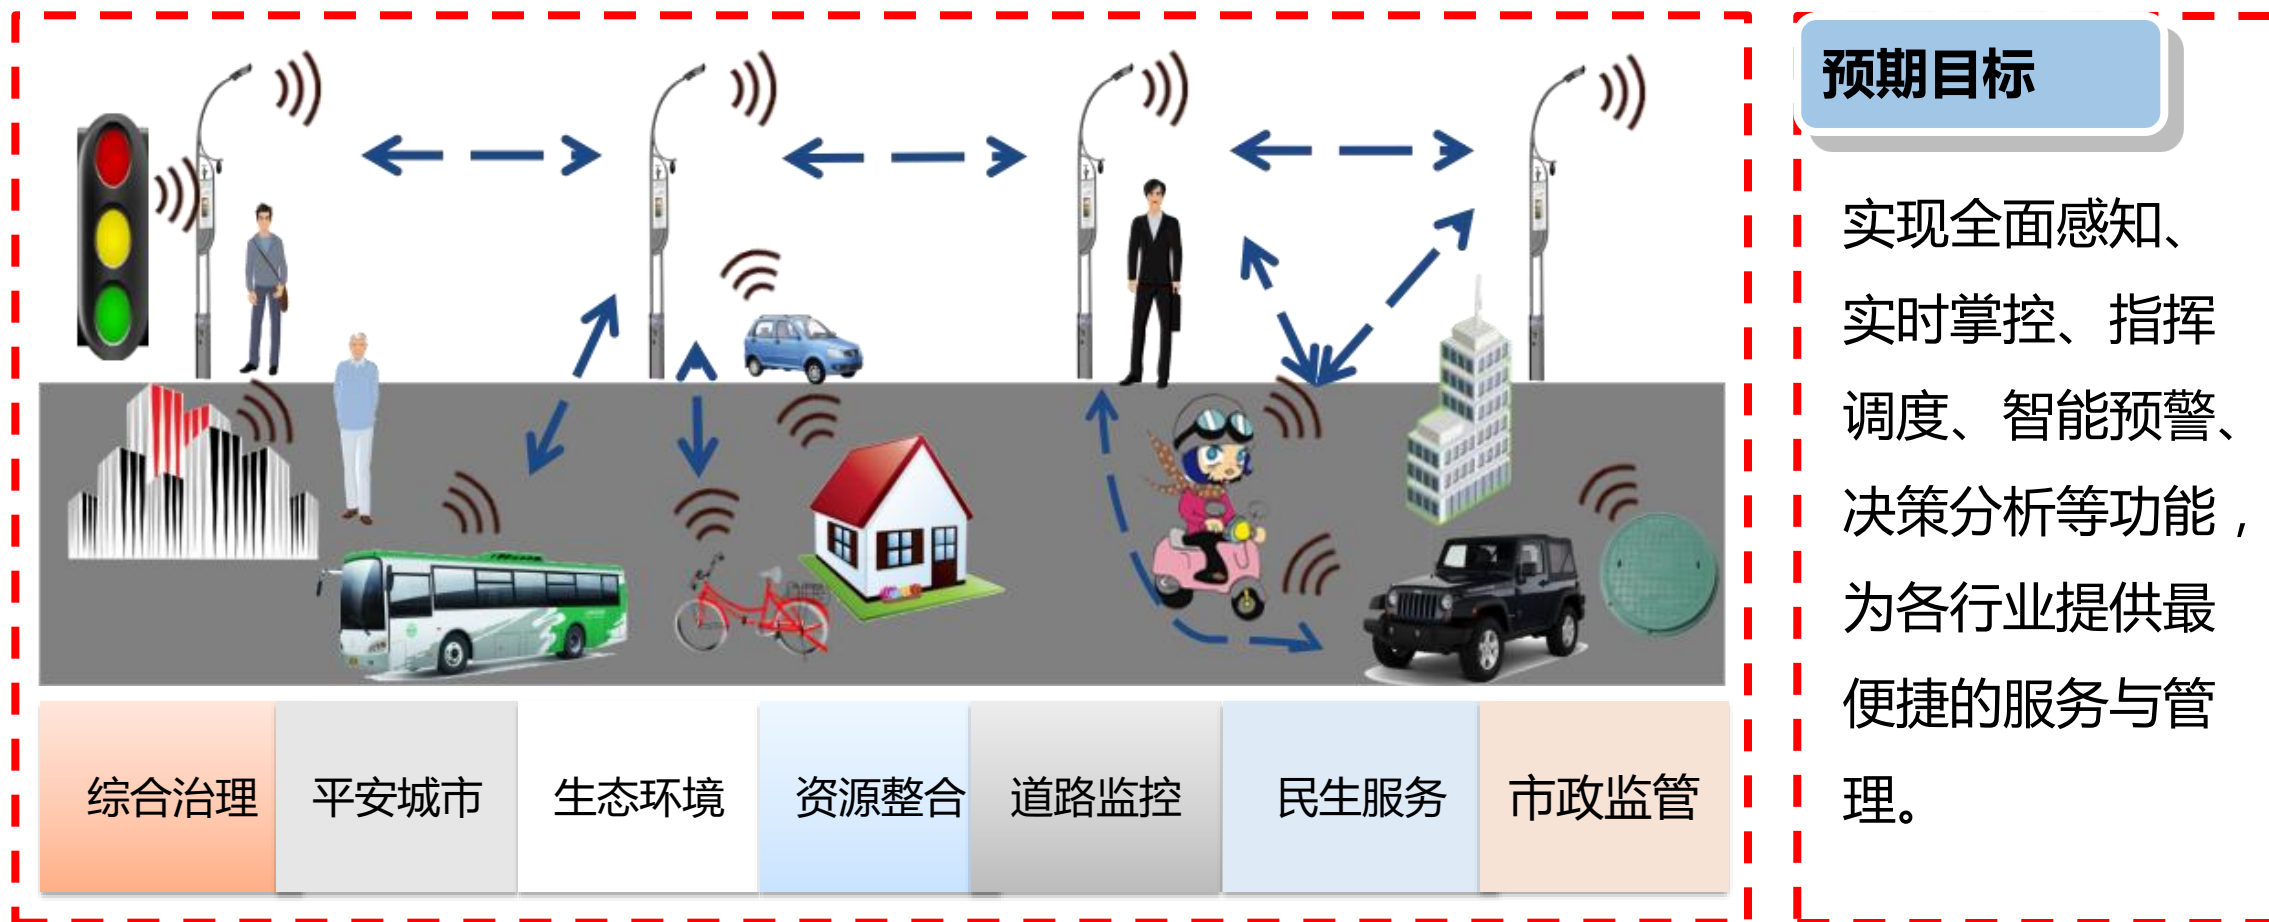 预期目标
实现全面感知、
实时掌控、指挥
调度、智能预警、
决策分析等功能，
为各行业提供最
便捷的服务与管
理。
综合治理
平安城市
生态环境
资源整合
道路监控
民生服务
市政监管